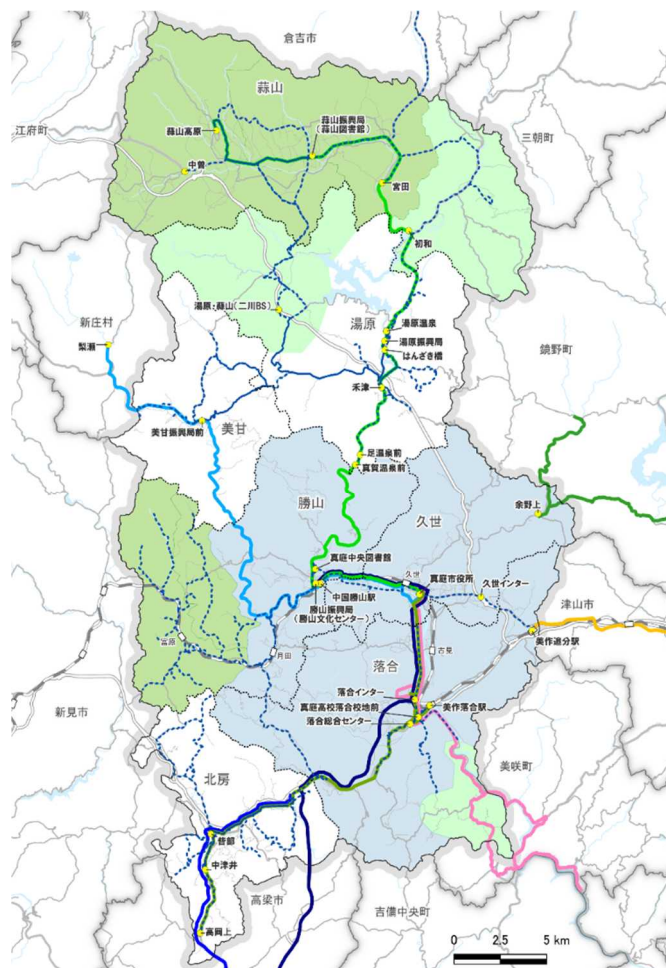 倉吉市
蒜山
蒜山振興局
(蒜山図書館)
江府町
蒜山高原
三朝町
中曽
宮田
初和
湯原・蒜山(二川BS)
湯原
湯原温泉
湯原振興局
はんざき橋
新庄村
梨瀬
鏡野町
禾津
美甘振興局前
美甘
足温泉前
真賀温泉前
勝山
久世
余野上
真庭中央図書館
久世
真庭市役所
久世インター
中国勝山駅
津山市
勝山振興局
(勝山文化センター)
美作追分駅
富原
月田
古見
落合
落合インター
真庭高校落合校地前
美作落合駅
新見市
落合総合センター
美咲町
北房
呰部
中津井
高梁市
吉備中央町
高岡上
0 2.5 5 km